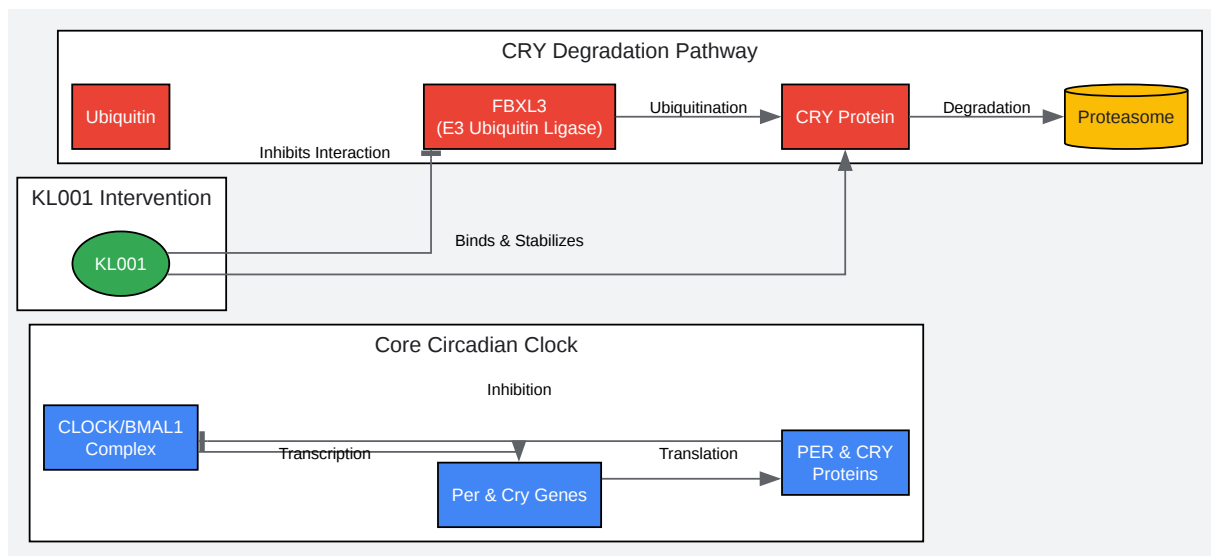 CRY Degradation Pathway
Ubiquitin
FBXL3
(E3 Ubiquitin Ligase)
Ubiquitination
CRY Protein
Degradation
Proteasome
Inhibits Interaction
KL001 Intervention
KL001
Binds & Stabilizes
Core Circadian Clock
Inhibition
CLOCK/BMAL1
Complex
Transcription
Per & Cry Genes
Translation
PER & CRY
Proteins